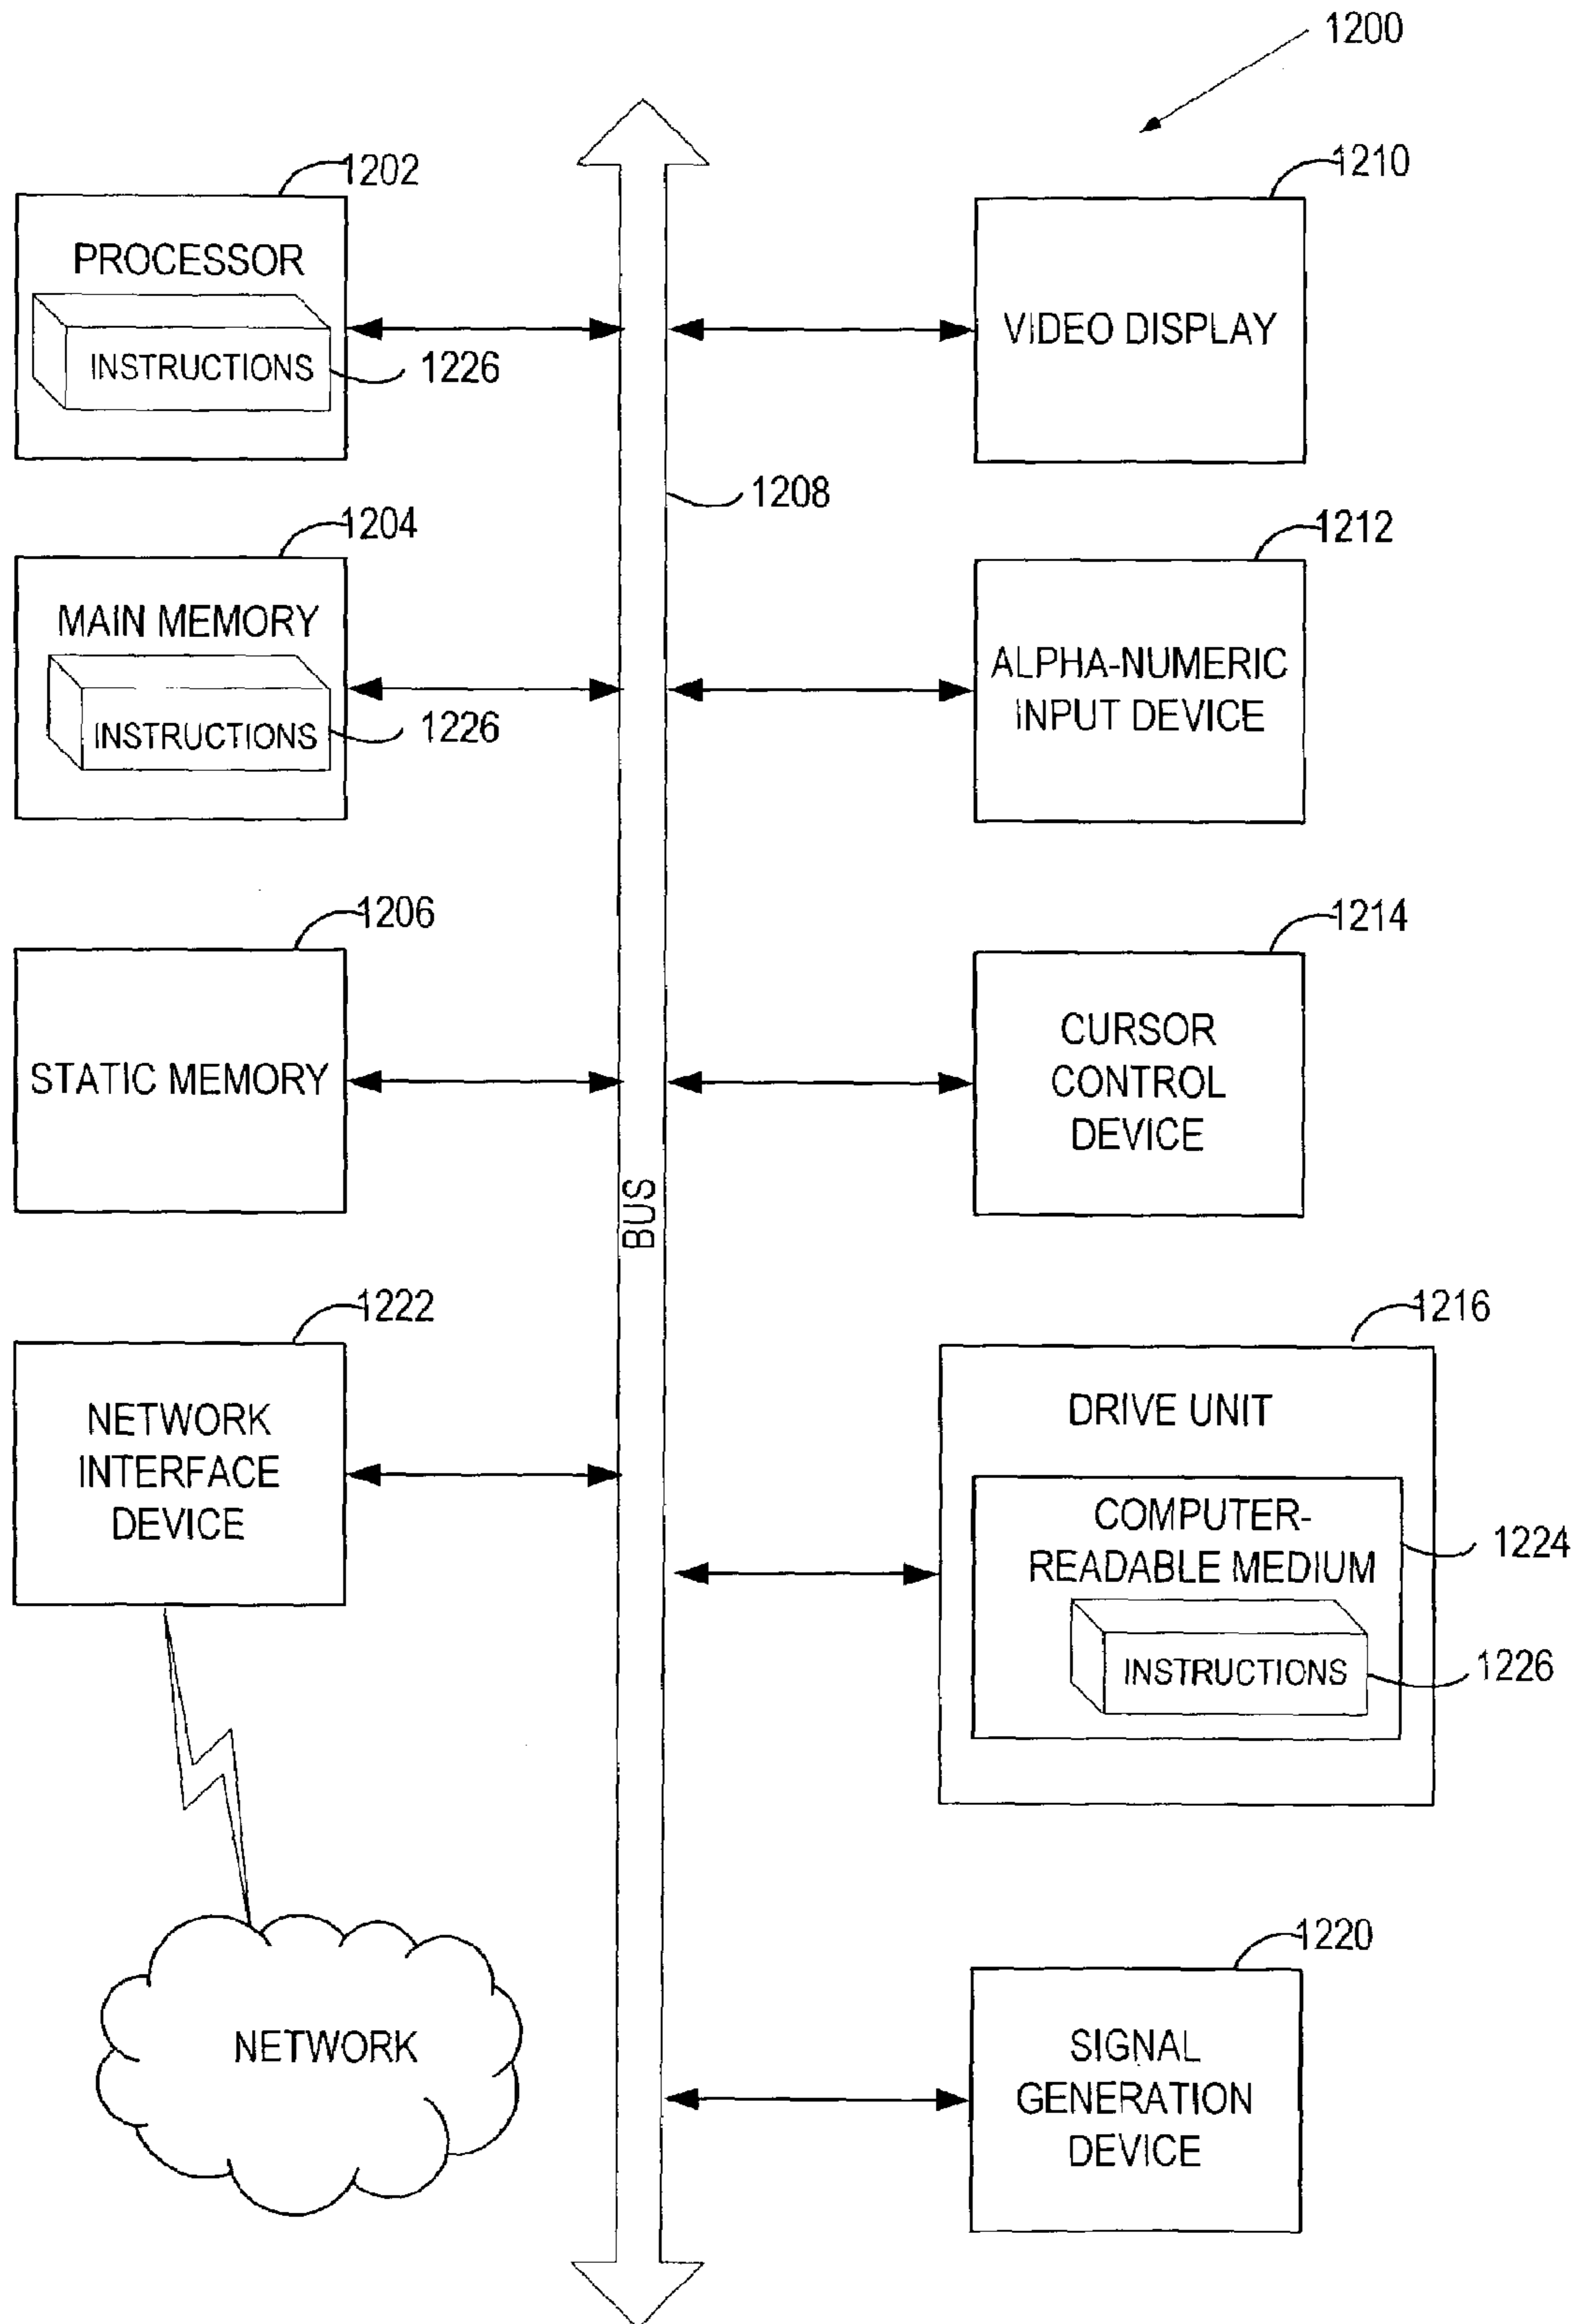 1200
1202
PROCESSOR
INSTRUCTIONS
1226
1204
MAIN MEMORY
INSTRUCTIONS
1226
1206
STATIC MEMORY
1222
NETWORK
INTERFACE
DEVICE
NETWORK
BUS
1208
1210
VIDEO DISPLAY
1212
ALPHA-NUMERIC
INPUT DEVICE
1214
CURSOR
CONTROL
DEVICE
1216
DRIVE UNIT
COMPUTER-
READABLE MEDIUM
1224
INSTRUCTIONS
1226
1220
SIGNAL
GENERATION
DEVICE